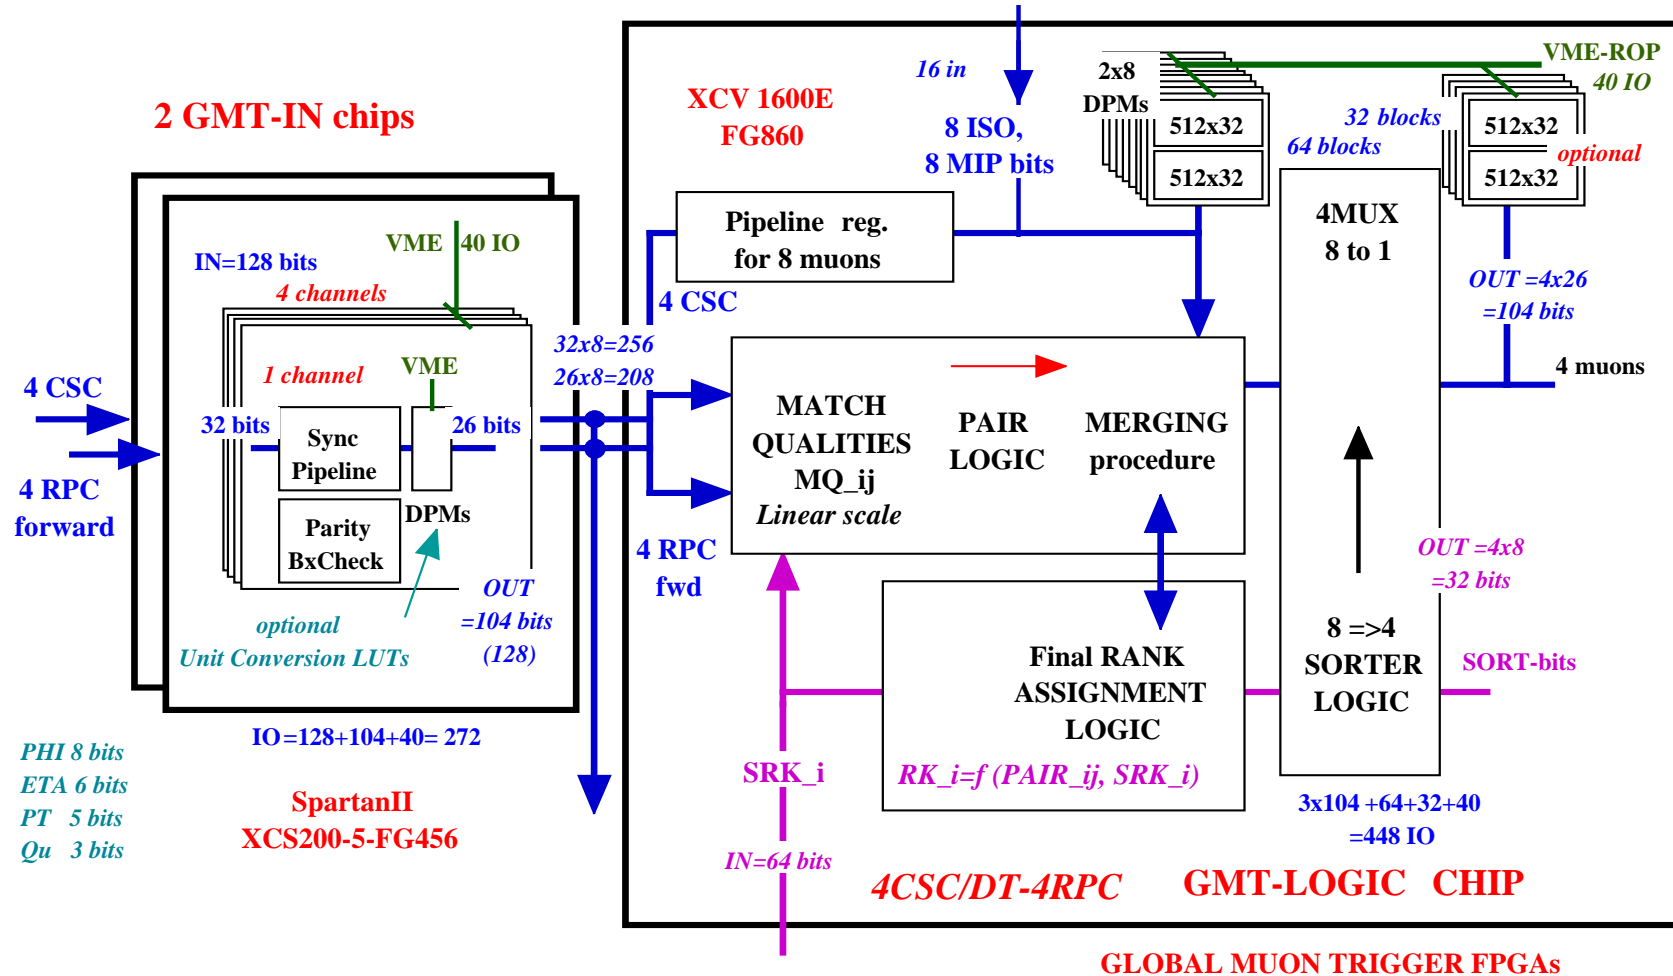 2 GMT-IN chips
VME 40 IO
IN=128 bits
4 channels
1 channel
VME
4 CSC
4 RPC
forward
32 bits
Sync
Pipeline
26 bits
Parity
BxCheck
DPMs
optional
Unit Conversion LUTs
OUT
=104 bits
(128)
IO=128+104+40= 272
SpartanII
XCS200-5-FG456
PHI 8 bits
ETA 6 bits
PT 5 bits
Qu 3 bits
32x8=256
26x8=208
XCV 1600E
FG860
16 in
8 ISO,
8 MIP bits
2x8
DPMs
512x32
512x32
VME-ROP
40 IO
32 blocks
64 blocks
512x32
512x32
optional
Pipeline reg.
for 8 muons
4 CSC
4 RPC
fwd
MATCH
QUALITIES
MQ_ij
Linear scale
PAIR
LOGIC
MERGING
procedure
4MUX
8 to 1
OUT =4x26
=104 bits
4 muons
OUT =4x8
=32 bits
8 =>4
SORTER
LOGIC
SORT-bits
Final RANK
ASSIGNMENT
LOGIC
RK_i=f (PAIR_ij, SRK_i)
SRK_i
IN=64 bits
3x104 +64+32+40
=448 IO
4CSC/DT-4RPC GMT-LOGIC CHIP
GLOBAL MUON TRIGGER FPGAs